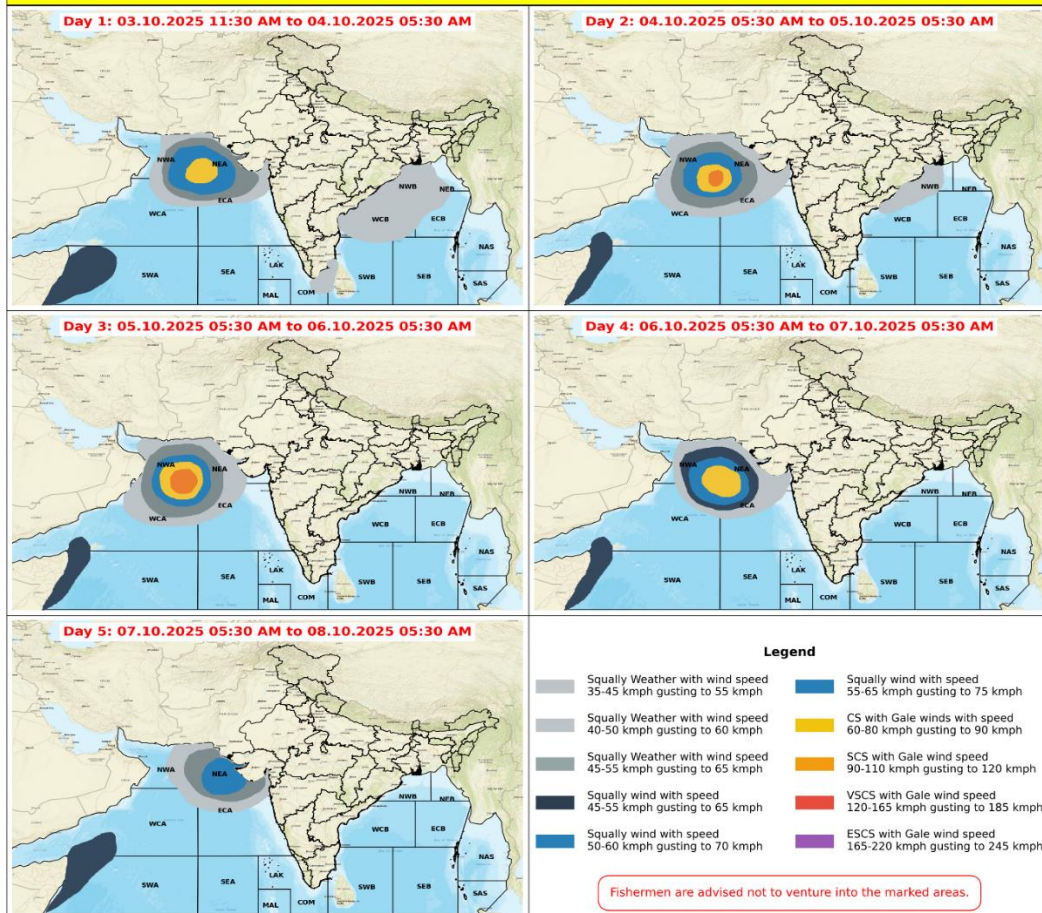 Day 1: 03.10.2025 11:30 AM to 04.10.2025 05:30 AM
NWA
NEA
ECA
WCA
NWB
NEB
WCB
ECB
NAS
SWA
SEA
LAK
SWB
SEB
MAL
COM
SAS
Day 2: 04.10.2025 05:30 AM to 05.10.2025 05:30 AM
NWA
NEA
WCA
ECA
NWB
NEB
WCB
ECB
NAS
SWA
SEA
LAK
SWB
SEB
MAL
COM
SAS
Day 3: 05.10.2025 05:30 AM to 06.10.2025 05:30 AM
NWA
NEA
ECA
WCA
NWB
NEB
WCB
ECB
NAS
SWA
SEA
LAK
SWB
SEB
MAL
COM
SAS
Day 4: 06.10.2025 05:30 AM to 07.10.2025 05:30 AM
NWA
NEA
ECA
WCA
NWB
NEB
WCB
ECB
NAS
SWA
SEA
LAK
SWB
SEB
MAL
COM
SAS
Day 5: 07.10.2025 05:30 AM to 08.10.2025 05:30 AM
NWA
NEA
ECA
WCA
NWB
NEB
WCB
ECB
NAS
SWA
SEA
LAK
SWB
SEB
MAL
COM
SAS
Legend
Squally Weather with wind speed
35-45 kmph gusting to 55 kmph
Squally Weather with wind speed
40-50 kmph gusting to 60 kmph
Squally Weather with wind speed
45-55 kmph gusting to 65 kmph
Squally wind with speed
45-55 kmph gusting to 65 kmph
Squally wind with speed
50-60 kmph gusting to 70 kmph
Squally wind with speed
55-65 kmph gusting to 75 kmph
CS with Gale winds with speed
60-80 kmph gusting to 90 kmph
SCS with Gale wind speed
90-110 kmph gusting to 120 kmph
VSCS with Gale wind speed
120-165 kmph gusting to 185 kmph
ESCS with Gale wind speed
165-220 kmph gusting to 245 kmph
Fishermen are advised not to venture into the marked areas.